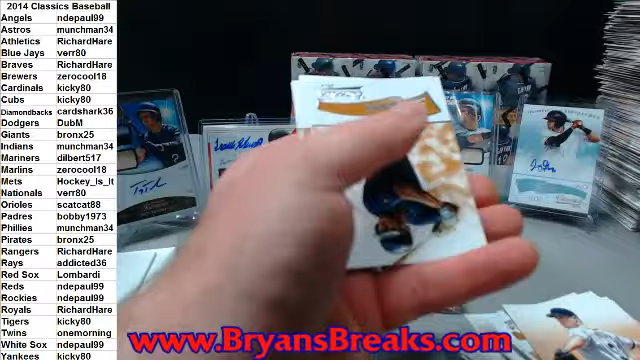 2014 Classics Baseball
Angels ndepaul99
Astros munchman34
Athletics RichardHare
Blue Jays verr80
Braves RichardHare
Brewers zerocool18
Cardinals kicky80
Cubs kicky80
Diamondbacks cardshark36
Dodgers DubM
Giants bronx25
Indians munchman34
Mariners dilbert517
Marlins zerocool18
Mets Hockey_Is_It
Nationals verr80
Orioles scatcat88
Padres bobby1973
Phillies munchman34
Pirates bronx25
Rangers RichardHare
Rays addicted36
Red Sox Lombardi
Reds ndepaul99
Rockies ndepaul99
Royals RichardHare
Tigers kicky80
Twins onemorning
White Sox ndepaul99
Yankees kicky80
www.BryansBreaks.com